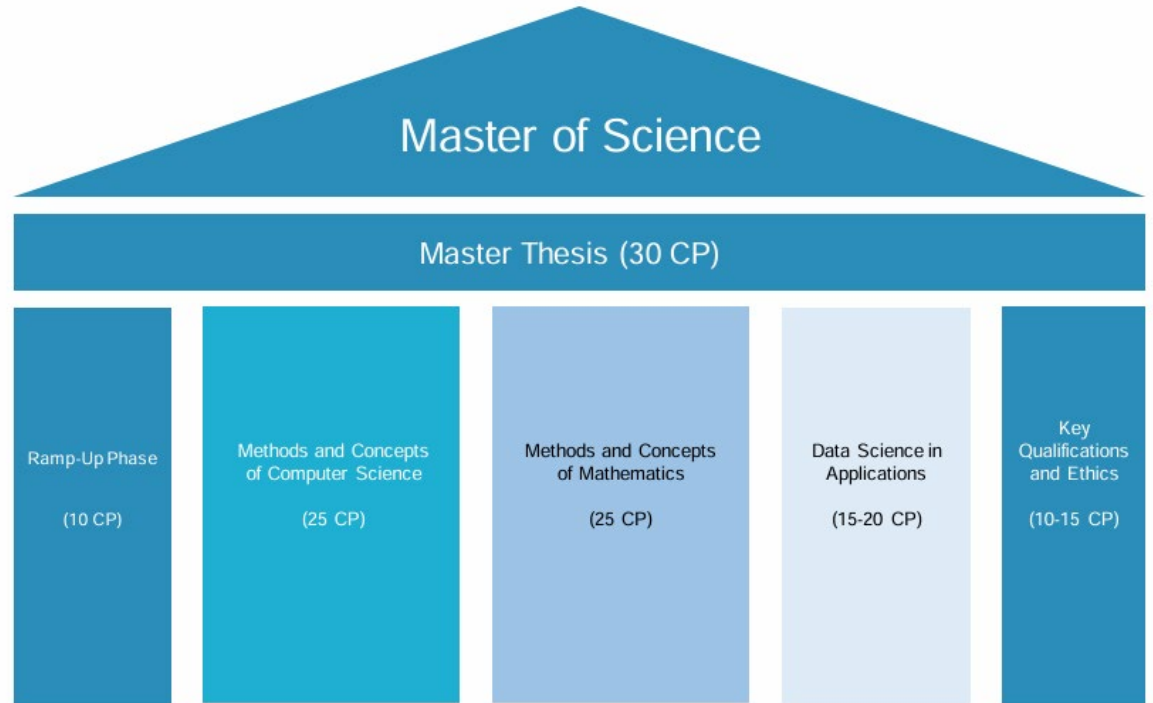 Master of Science
Master Thesis (30 CP)
Ramp-Up Phase
(10 CP)
Methods and Concepts
of Computer Science
(25 CP)
Methods and Concepts
of Mathematics
(25 CP)
Data Science in
Applications
(15-20 CP)
Key
Qualifications
and Ethics
(10-15 CP)